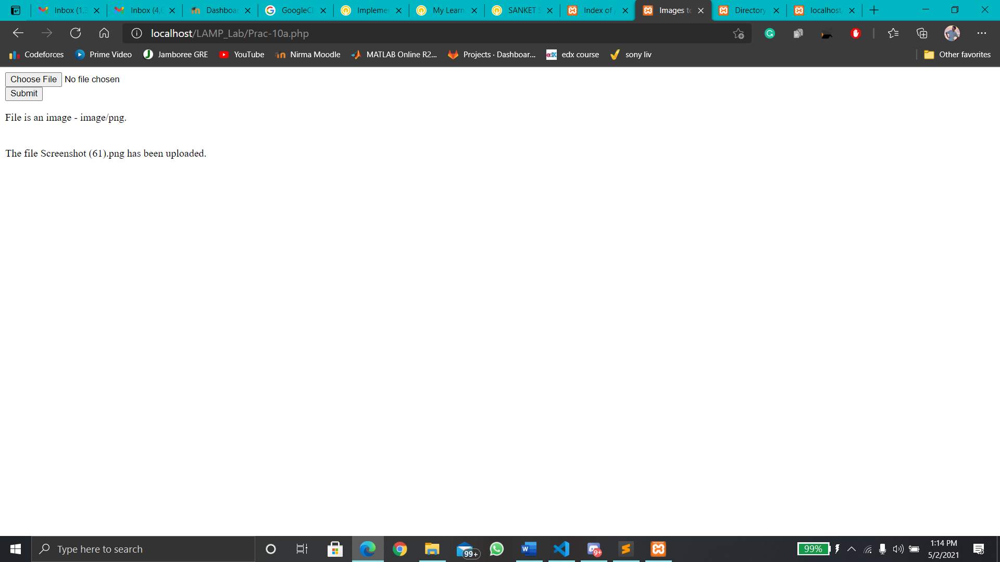 Inbox (1,3
Inbox (4,6
Dashboar
GoogleCl
Implemen
My Learn
SANKET S
Index of /
Images to
Directory
localhost/
localhost/LAMP_Lab/Prac-10a.php
Codeforces
Prime Video
Jamboree GRE
YouTube
Nirma Moodle
MATLAB Online R2...
Projects · Dashboar...
edx course
sony liv
Other favorites
Choose File No file chosen
Submit
File is an image - image/png.
The file Screenshot (61).png has been uploaded.
Type here to search
99+
9+
99%
1:14 PM
5/2/2021